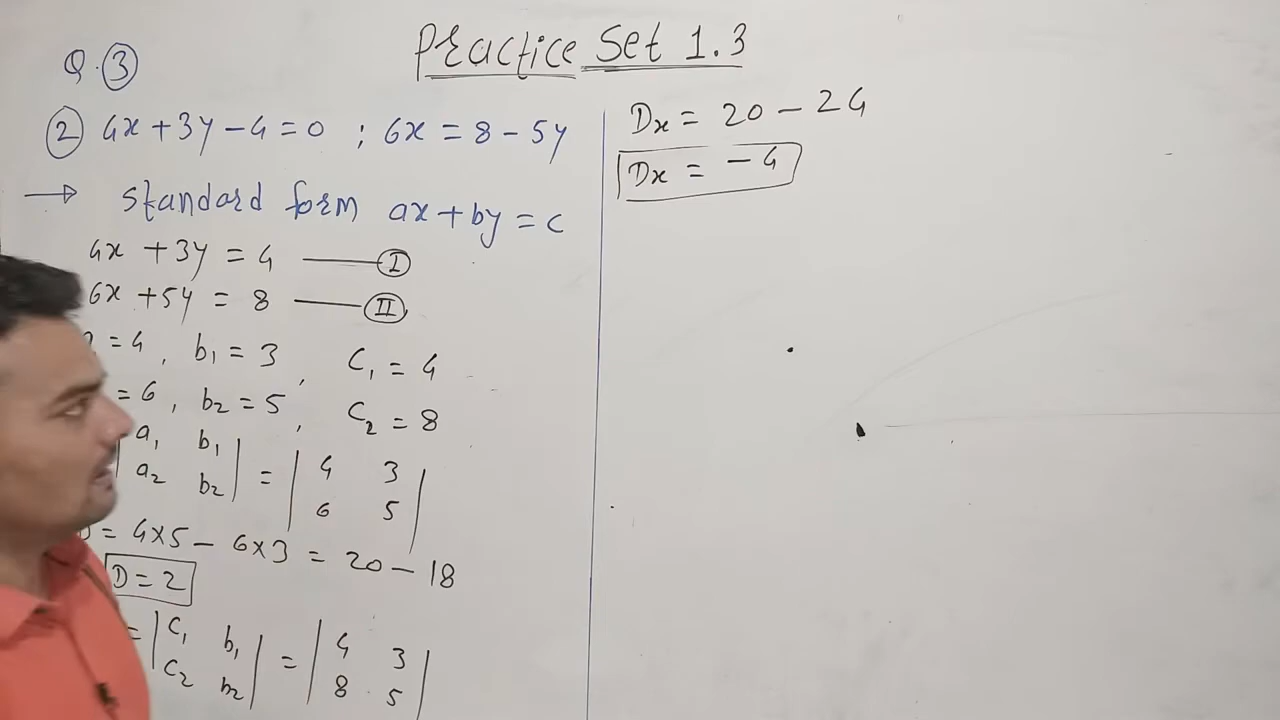 Practice Set 1.3
Q.3
2 4x + 3y - 4 = 0 ; 6x = 8 - 5y
→ Standard form ax + by = c
4x + 3y = 4 — I
6x + 5y = 8 — II
= 4, b₁ = 3, C₁ = 4
= 6, b₂ = 5, C₂ = 8
| a₁ b₁ | = | 4 3 |
| a₂ b₂ | | 6 5 |
D = 4×5 - 6×3 = 20 - 18
D = 2
= | C₁ b₁ | = | 4 3 |
| C₂ b₂ | | 8 5 |
Dx = 20 - 24
Dx = -4